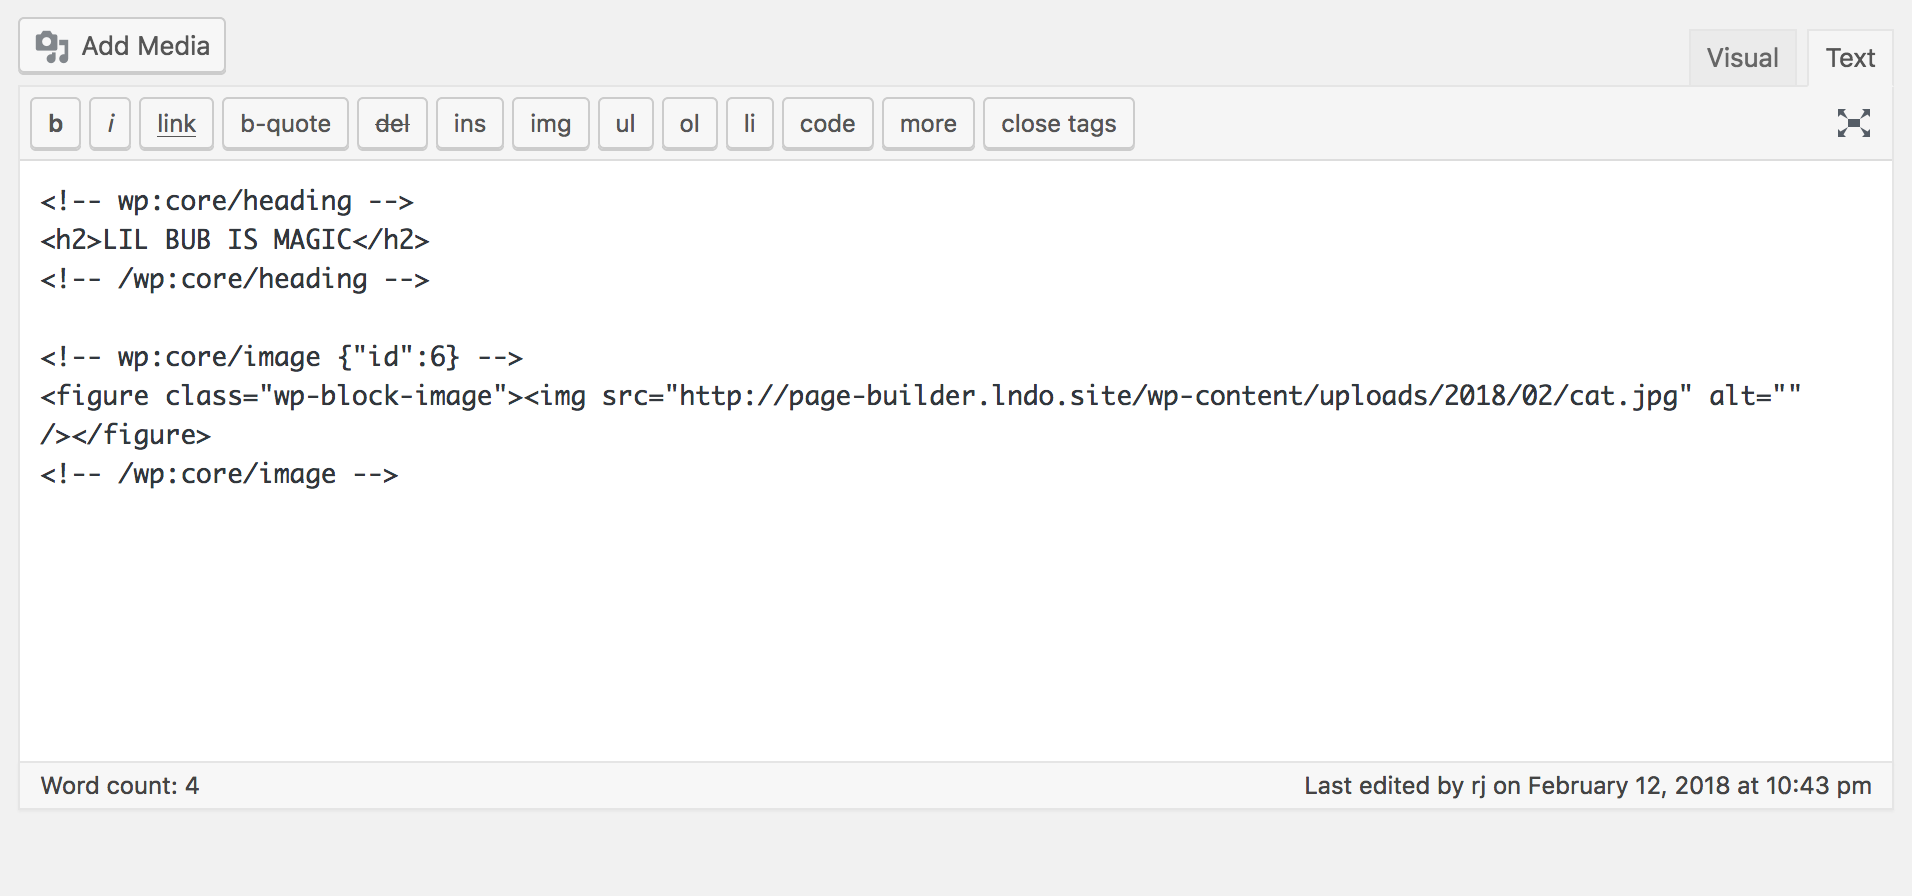 Add Media
Visual Text
b i link b-quote del ins img ul ol li code more close tags
<!-- wp:core/heading -->
<h2>LIL BUB IS MAGIC</h2>
<!-- /wp:core/heading -->
<!-- wp:core/image {"id":6} -->
<figure class="wp-block-image"><img src="http://page-builder.lndo.site/wp-content/uploads/2018/02/cat.jpg" alt=""
/></figure>
<!-- /wp:core/image -->
Word count: 4 Last edited by rj on February 12, 2018 at 10:43 pm